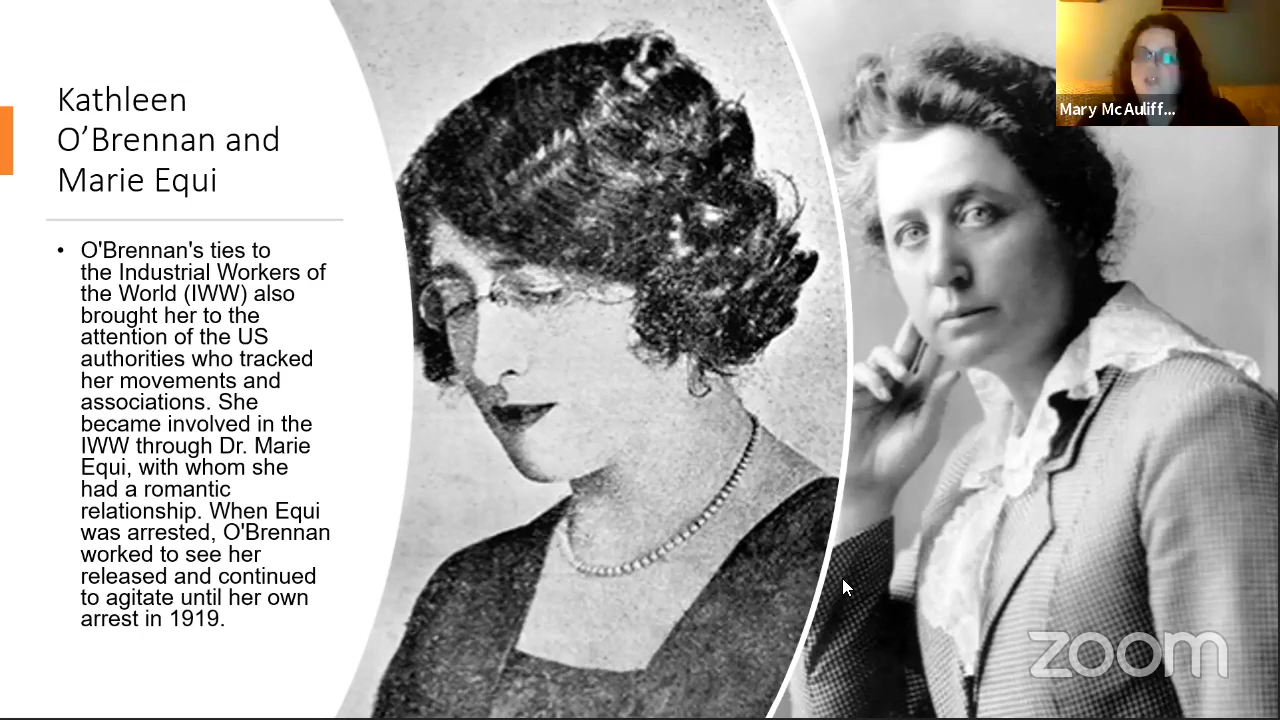 Kathleen
O’Brennan and
Marie Equi
• O'Brennan's ties to
the Industrial Workers of
the World (IWW) also
brought her to the
attention of the US
authorities who tracked
her movements and
associations. She
became involved in the
IWW through Dr. Marie
Equi, with whom she
had a romantic
relationship. When Equi
was arrested, O'Brennan
worked to see her
released and continued
to agitate until her own
arrest in 1919.
Mary McAuliff...
zoom